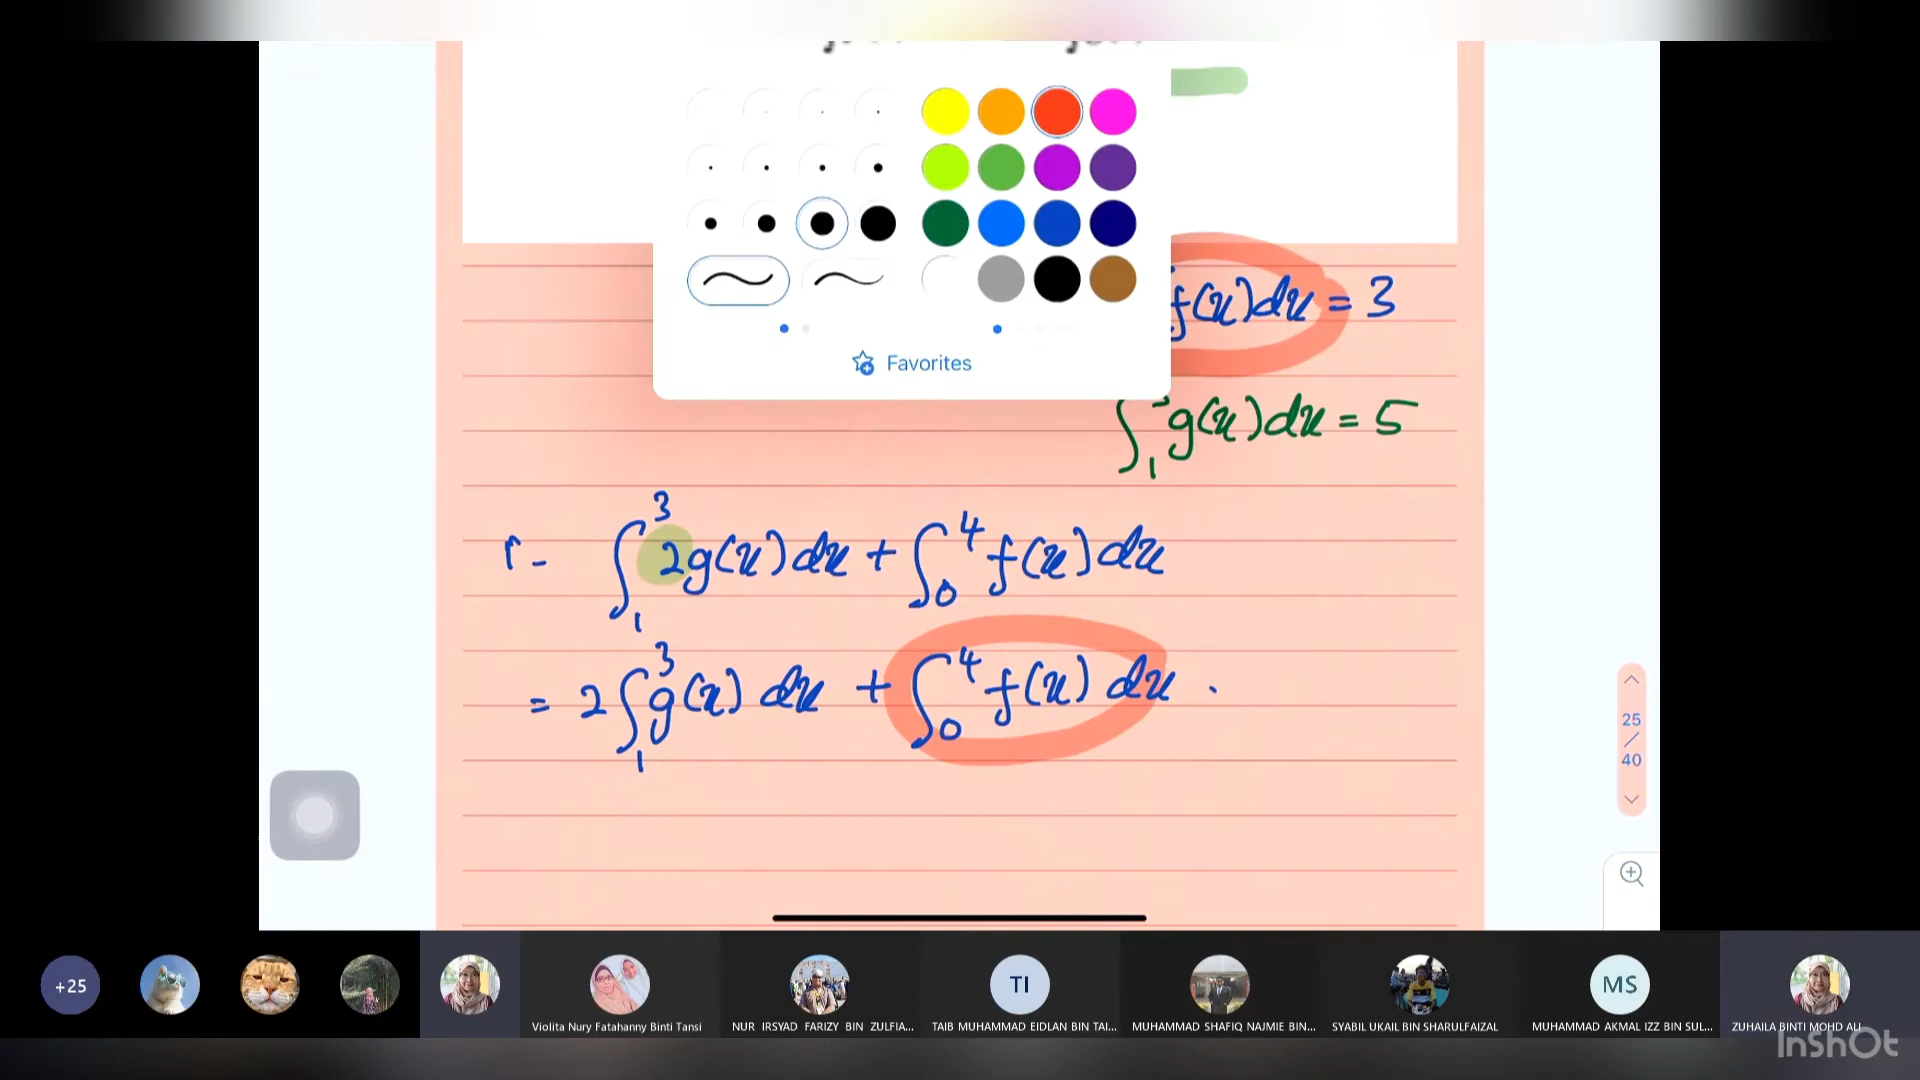 Favorites
f(x)dx = 3
∫₁ g(x)dx = 5
r- ∫₁³ 2g(x)dx + ∫₀⁴ f(x)dx
= 2∫₁³ g(x) dx + ∫₀⁴ f(x) dx .
25
/
40
+25
TI
MS
Violita Nury Fatahanny Binti Tansi
NUR IRSYAD FARIZY BIN ZULFIA...
TAIB MUHAMMAD EIDLAN BIN TAI...
MUHAMMAD SHAFIQ NAJMIE BIN...
SYABIL UKAIL BIN SHARULFAIZAL
MUHAMMAD AKMAL IZZ BIN SUL...
ZUHAILA BINTI MOHD ALI
InShOt